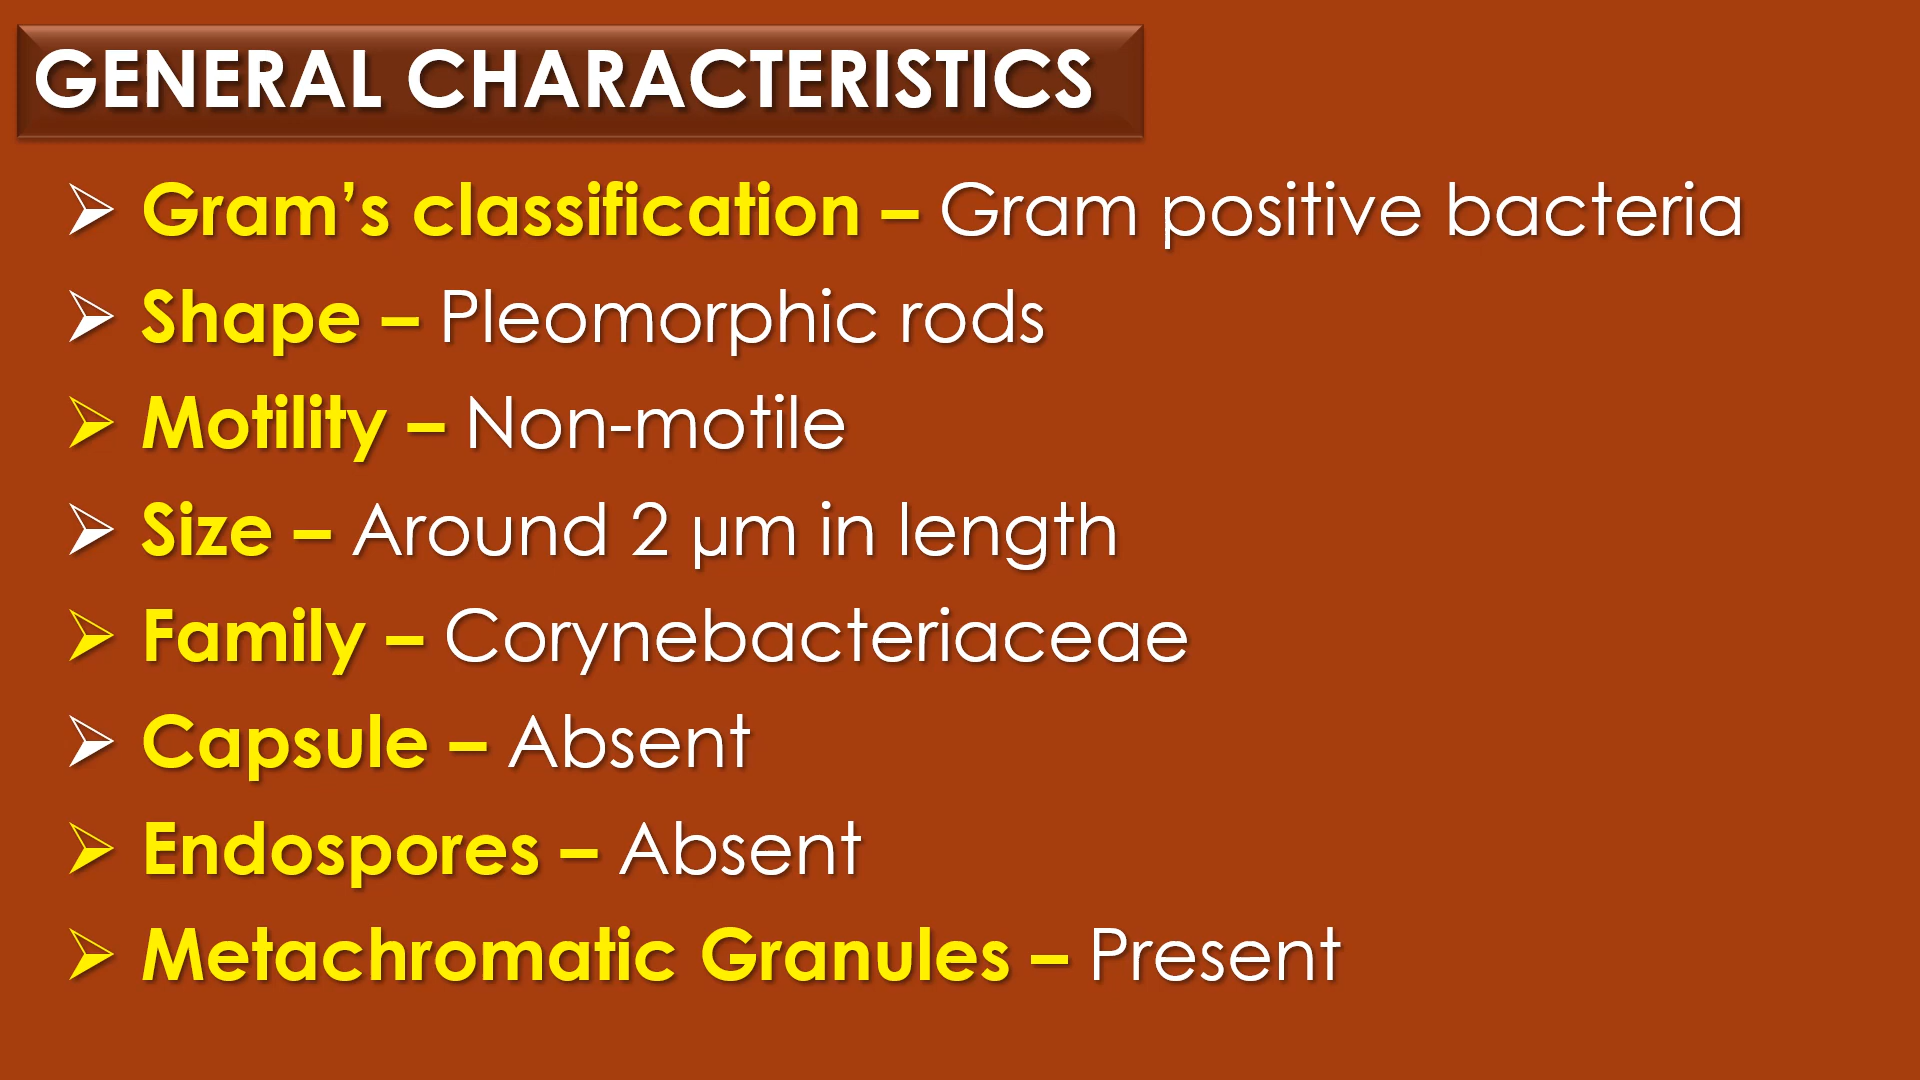 GENERAL CHARACTERISTICS
➢ Gram’s classification – Gram positive bacteria
➢ Shape – Pleomorphic rods
➢ Motility – Non-motile
➢ Size – Around 2 µm in length
➢ Family – Corynebacteriaceae
➢ Capsule – Absent
➢ Endospores – Absent
➢ Metachromatic Granules – Present